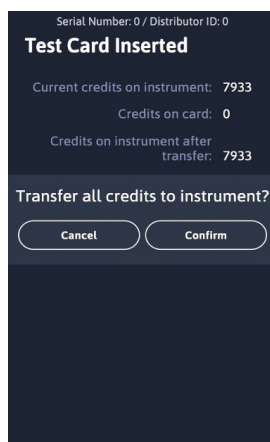 Serial Number: 0 / Distributor ID: 0
Test Card Inserted
Current credits on instrument: 7933
Credits on card: 0
Credits on instrument after
transfer: 7933
Transfer all credits to instrument?
Cancel Confirm